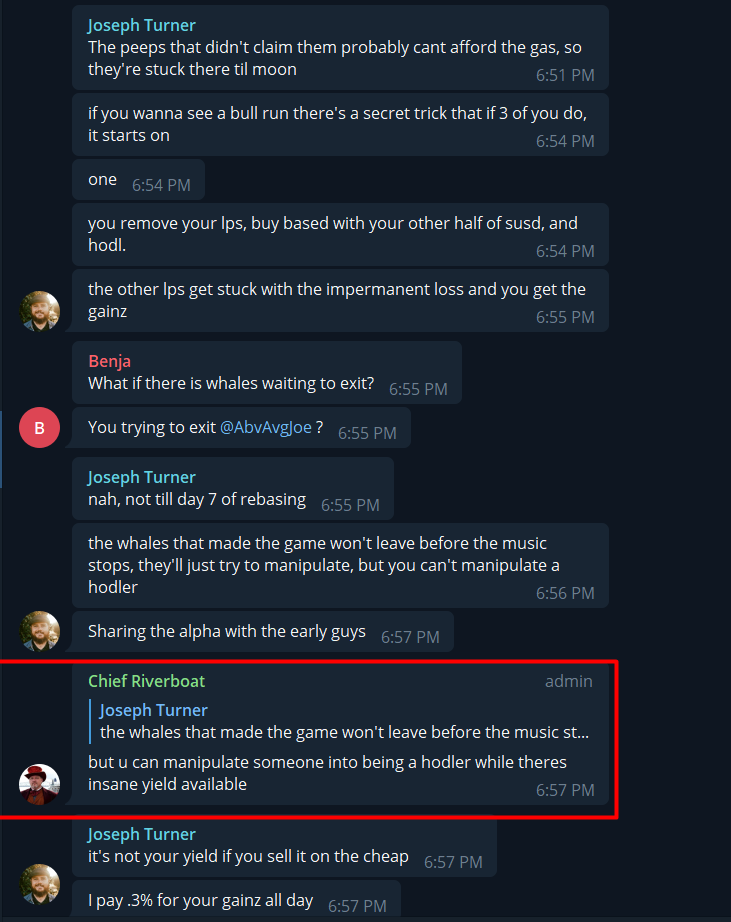 Joseph Turner
The peeps that didn't claim them probably cant afford the gas, so
they're stuck there til moon
6:51 PM
if you wanna see a bull run there's a secret trick that if 3 of you do,
it starts on
6:54 PM
one 6:54 PM
you remove your lps, buy based with your other half of susd, and
hodl.
6:54 PM
the other lps get stuck with the impermanent loss and you get the
gainz
6:55 PM
Benja
What if there is whales waiting to exit? 6:55 PM
B
You trying to exit @AbvAvgJoe ? 6:55 PM
Joseph Turner
nah, not till day 7 of rebasing 6:55 PM
the whales that made the game won't leave before the music
stops, they'll just try to manipulate, but you can't manipulate a
hodler
6:56 PM
Sharing the alpha with the early guys 6:57 PM
Chief Riverboat admin
Joseph Turner
the whales that made the game won't leave before the music st...
but u can manipulate someone into being a hodler while theres
insane yield available
6:57 PM
Joseph Turner
it's not your yield if you sell it on the cheap 6:57 PM
I pay .3% for your gainz all day 6:57 PM